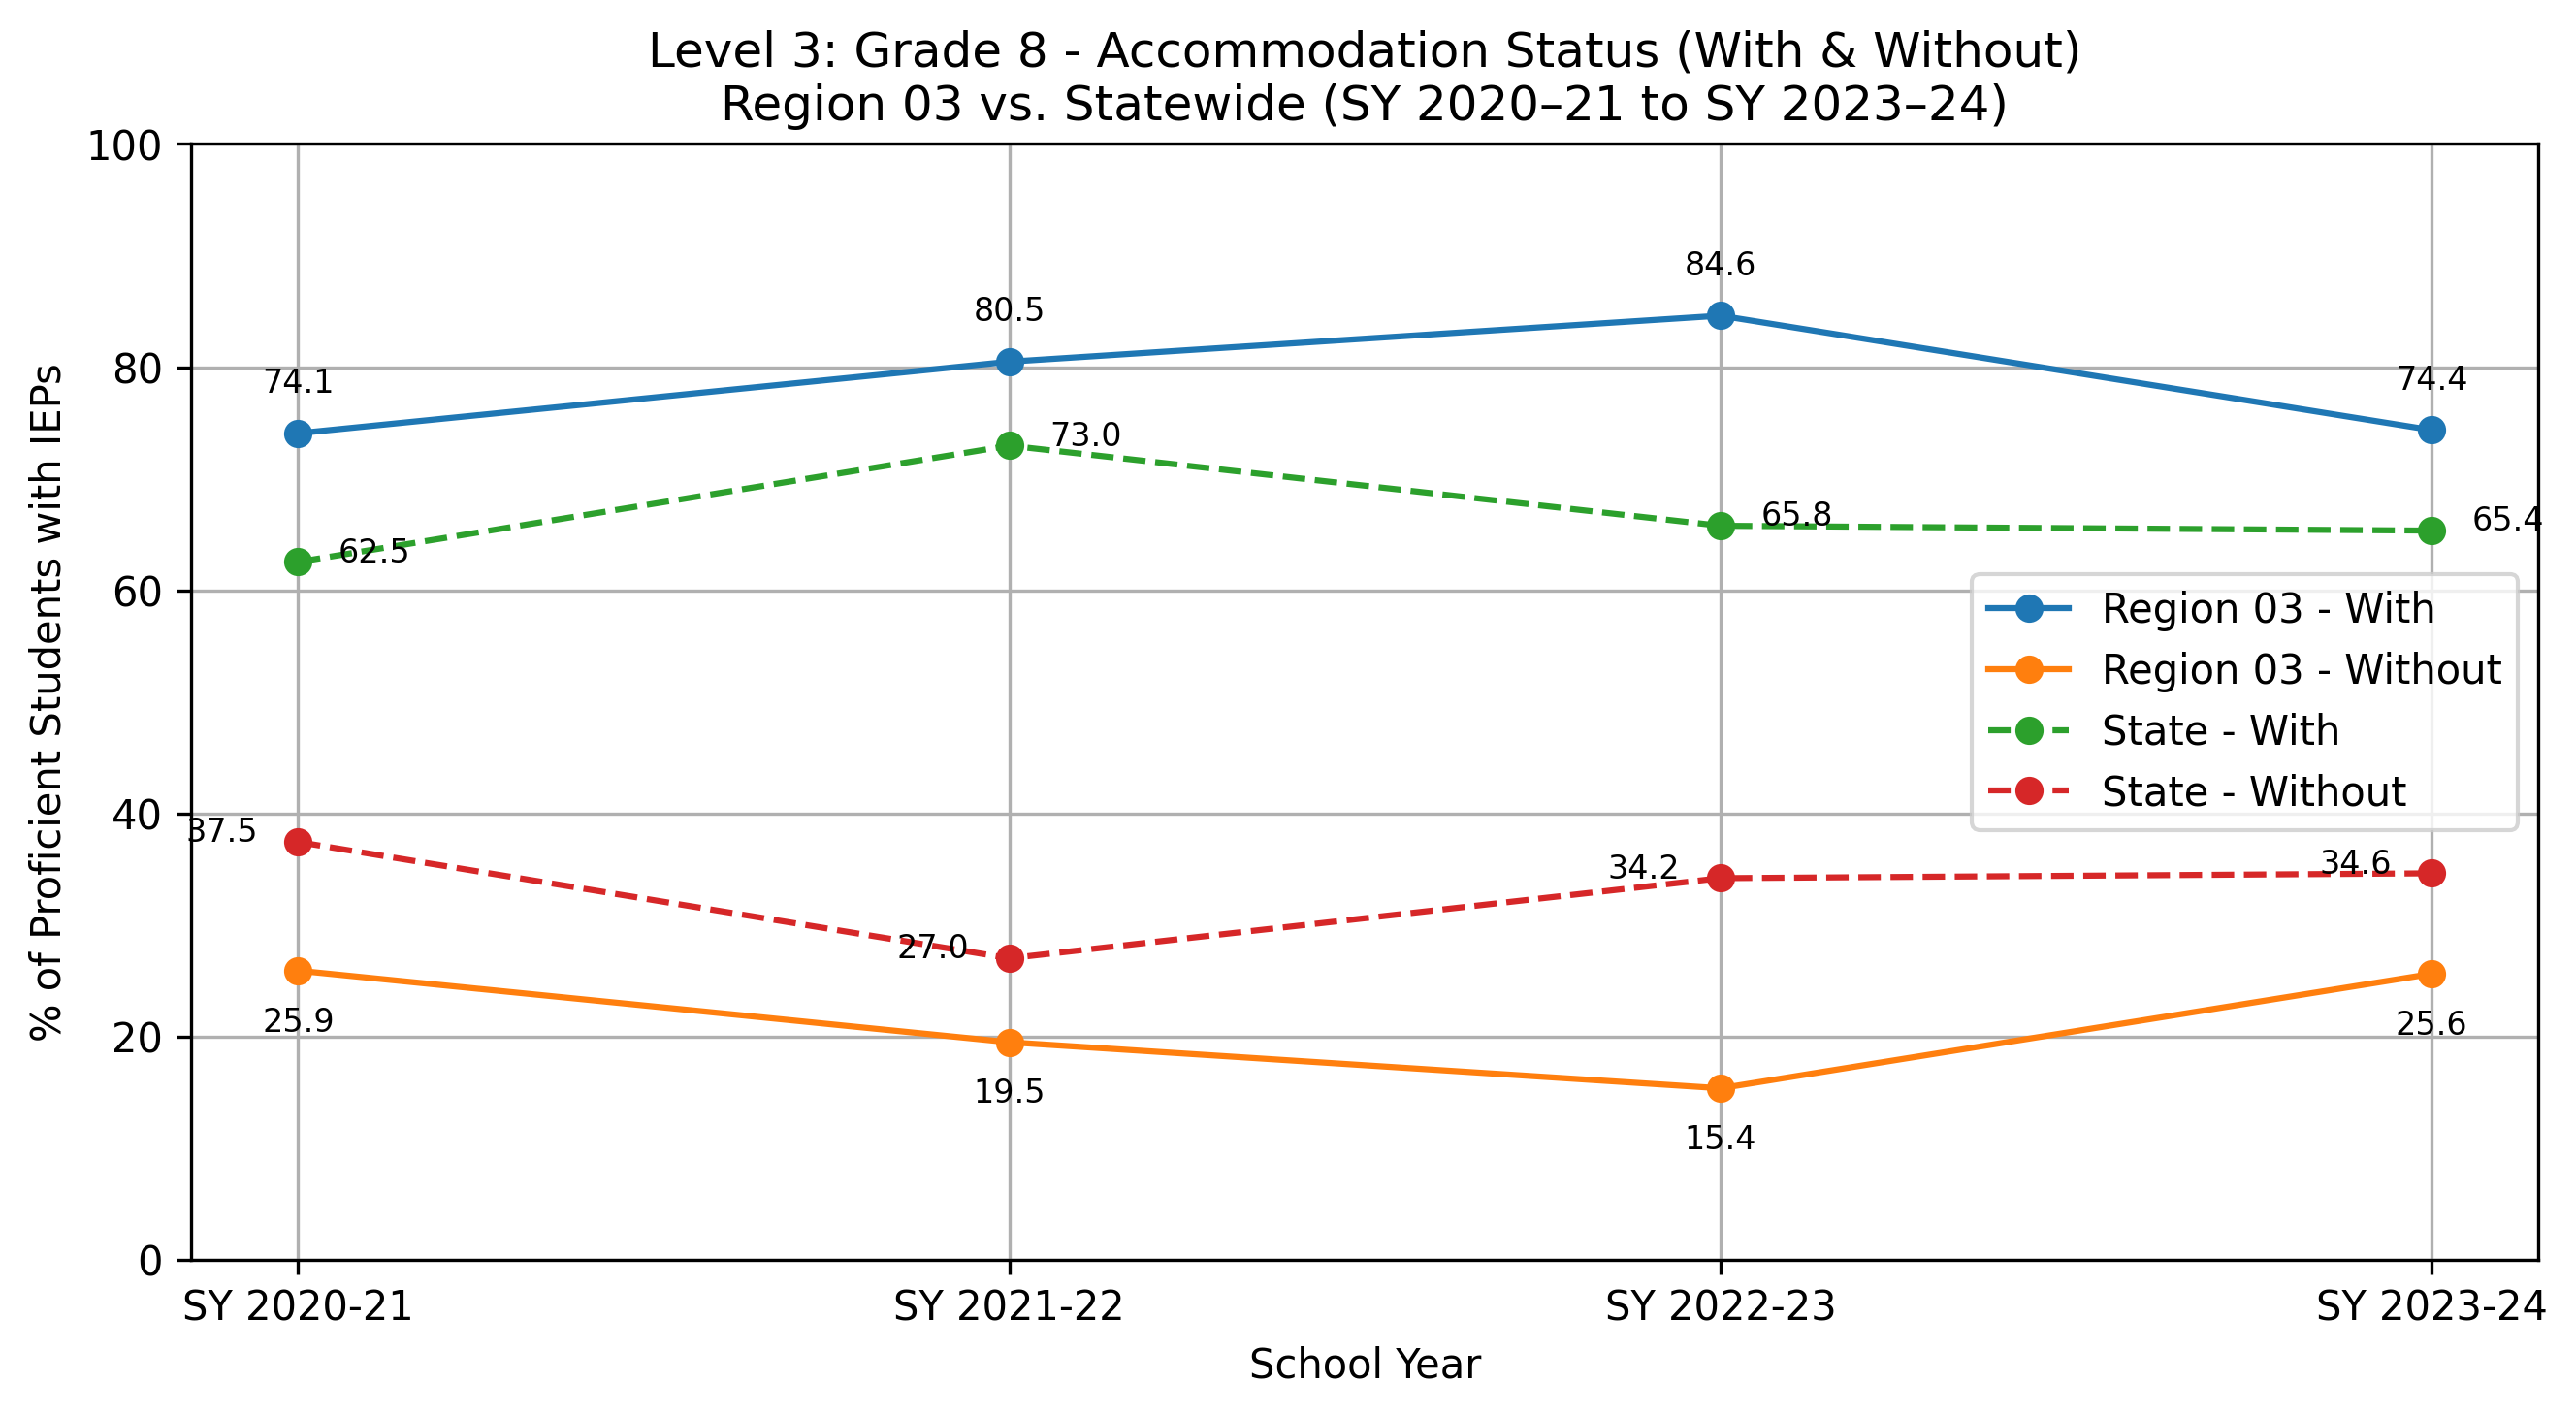 Level 3: Grade 8 - Accommodation Status (With & Without)
Region 03 vs. Statewide (SY 2020–21 to SY 2023–24)
% of Proficient Students with IEPs
100
80
60
40
20
0
74.1
80.5
84.6
74.4
62.5
73.0
65.8
65.4
37.5
27.0
34.2
34.6
25.9
19.5
15.4
25.6
Region 03 - With
Region 03 - Without
State - With
State - Without
SY 2020-21
SY 2021-22
SY 2022-23
SY 2023-24
School Year